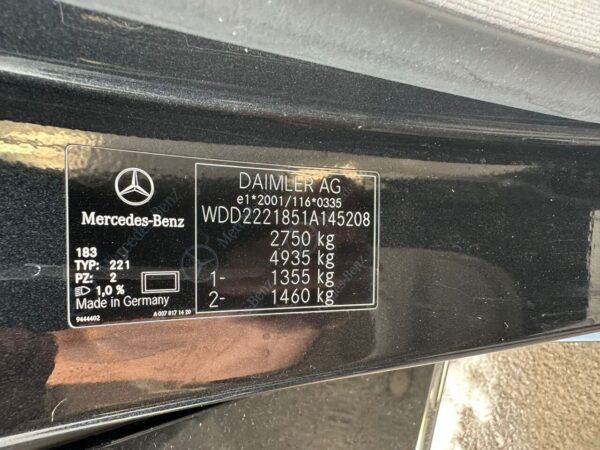 Mercedes-Benz
183
TYP: 221
PZ: 2
1,0 %
Made in Germany
9444402
A 007 817 14 20
DAIMLER AG
e1*2001/116*0335
WDD2221851A145208
2750 kg
4935 kg
1- 1355 kg
2- 1460 kg